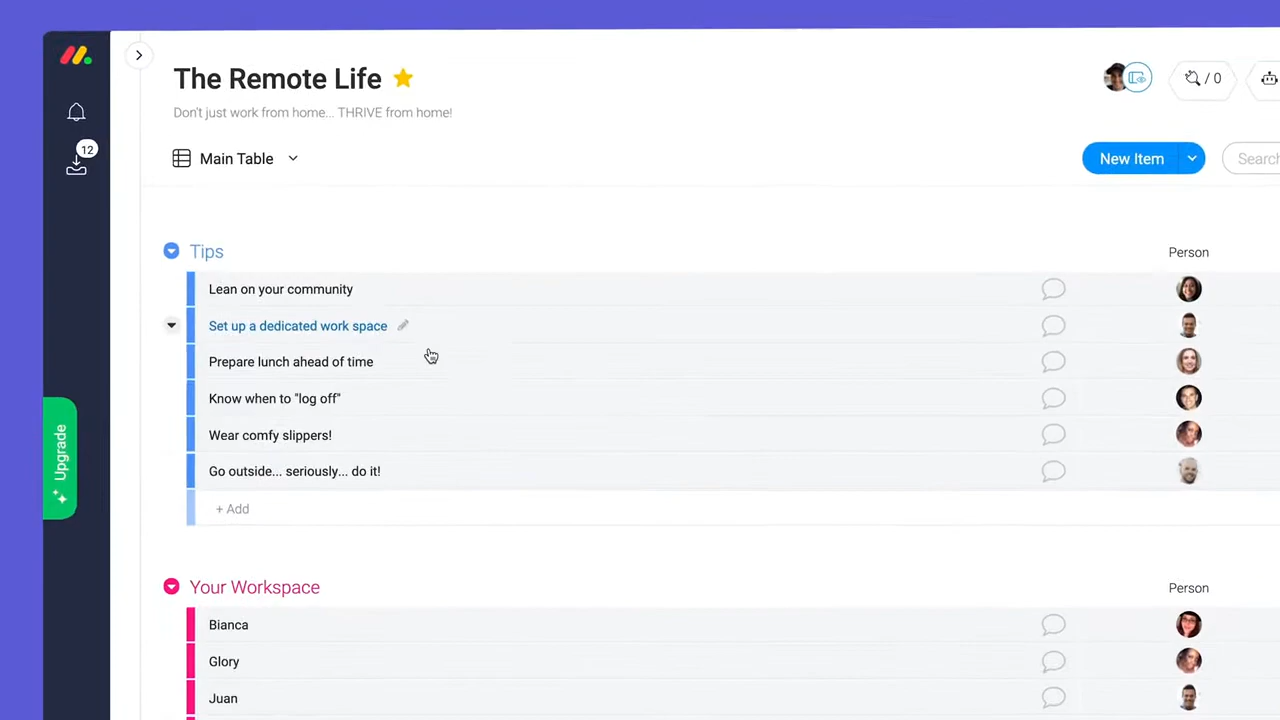 The Remote Life
Don't just work from home... THRIVE from home!
/ 0
12
Main Table
New Item
Search
Tips
Person
Lean on your community
Set up a dedicated work space
Prepare lunch ahead of time
Know when to "log off"
Wear comfy slippers!
Go outside... seriously... do it!
+ Add
Upgrade
Your Workspace
Person
Bianca
Glory
Juan